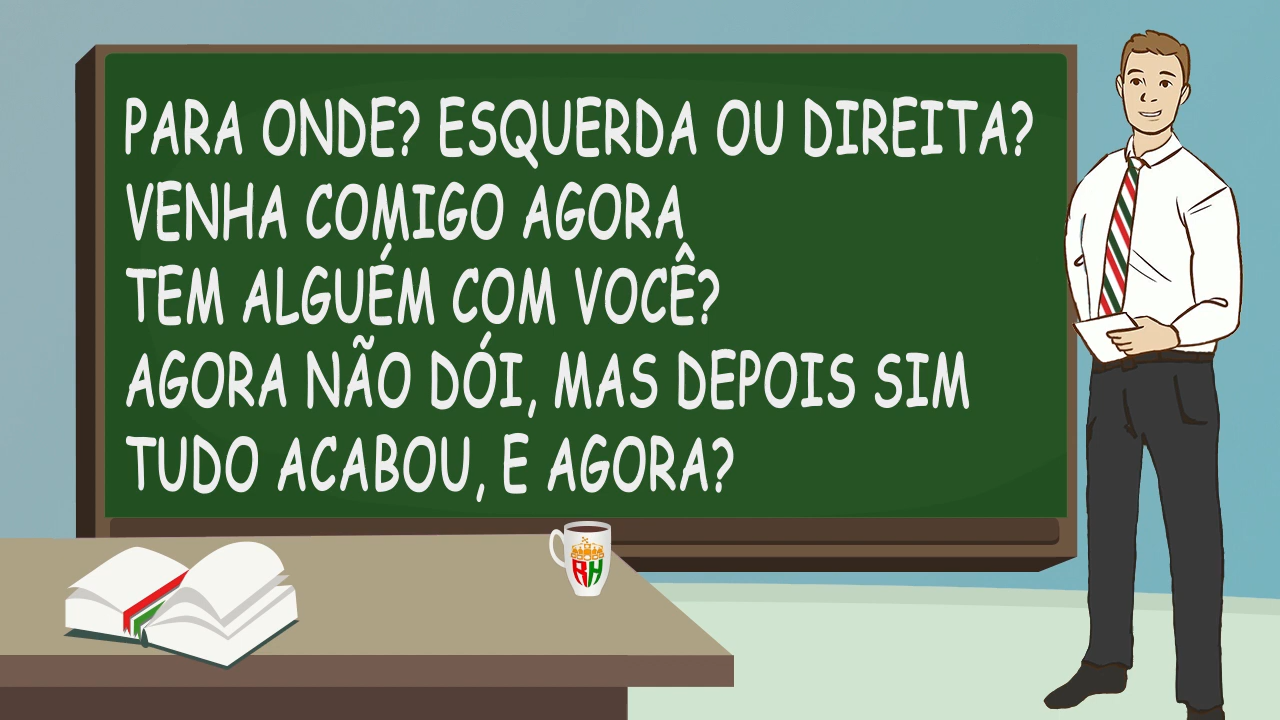 PARA ONDE? ESQUERDA OU DIREITA?
VENHA COMIGO AGORA
TEM ALGUÉM COM VOCÊ?
AGORA NÃO DÓI, MAS DEPOIS SIM
TUDO ACABOU, E AGORA?
RH